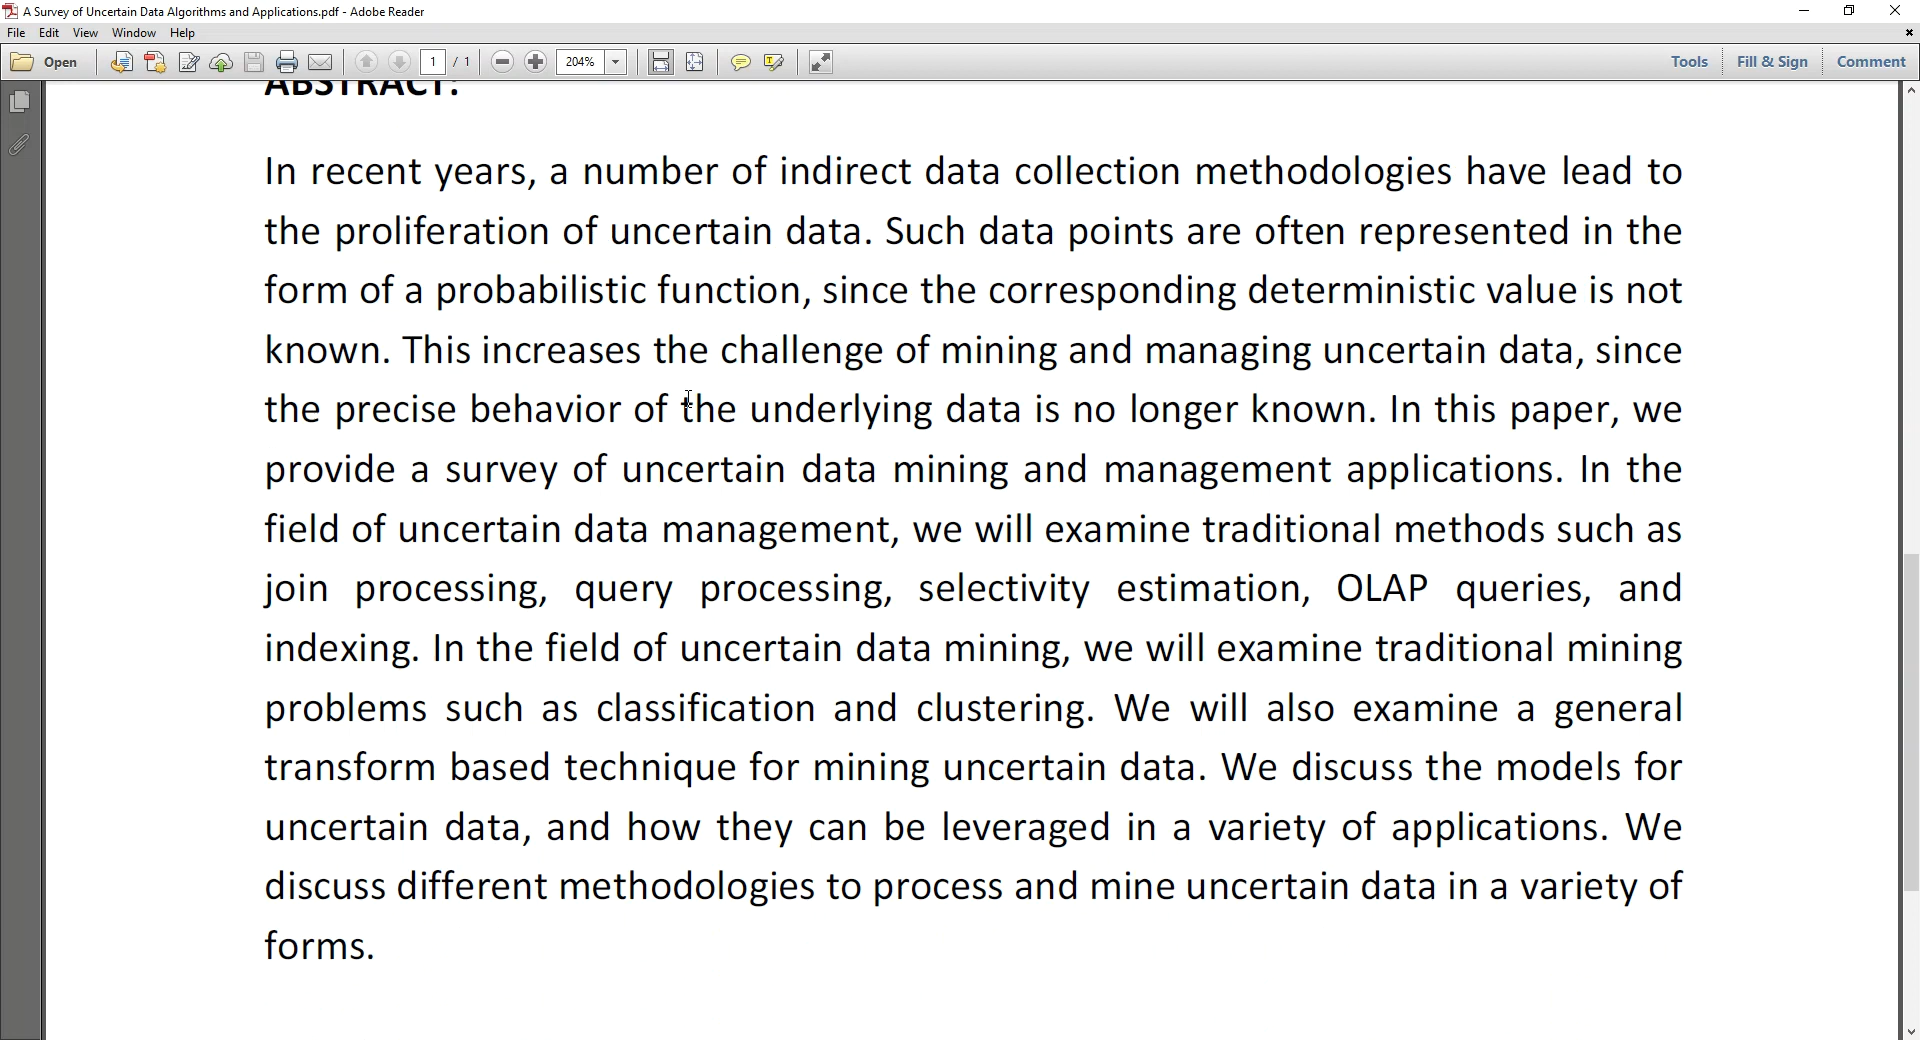 A Survey of Uncertain Data Algorithms and Applications.pdf - Adobe Reader
File Edit View Window Help
Open 1 / 1 204% Tools Fill & Sign Comment
ABSTRACT:
In recent years, a number of indirect data collection methodologies have lead to
the proliferation of uncertain data. Such data points are often represented in the
form of a probabilistic function, since the corresponding deterministic value is not
known. This increases the challenge of mining and managing uncertain data, since
the precise behavior of the underlying data is no longer known. In this paper, we
provide a survey of uncertain data mining and management applications. In the
field of uncertain data management, we will examine traditional methods such as
join processing, query processing, selectivity estimation, OLAP queries, and
indexing. In the field of uncertain data mining, we will examine traditional mining
problems such as classification and clustering. We will also examine a general
transform based technique for mining uncertain data. We discuss the models for
uncertain data, and how they can be leveraged in a variety of applications. We
discuss different methodologies to process and mine uncertain data in a variety of
forms.